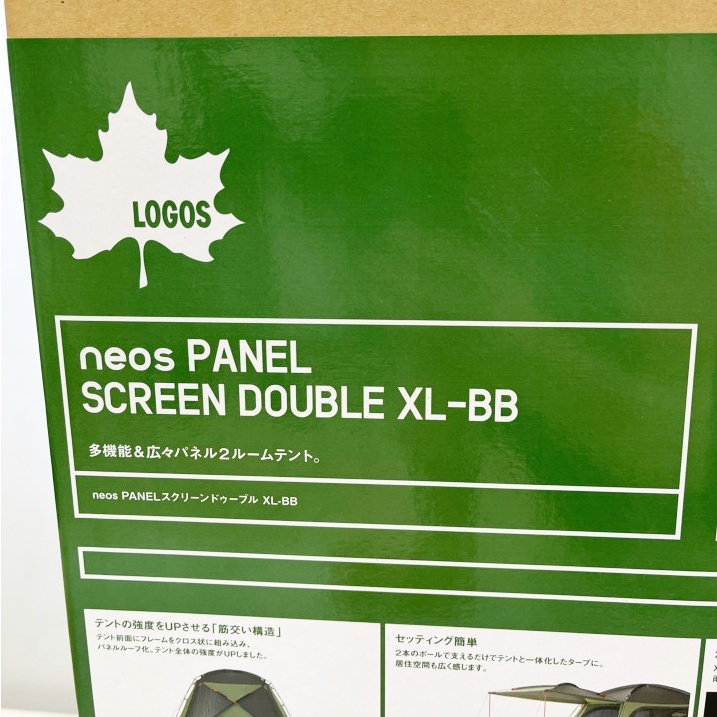 LOGOS
neos PANEL
SCREEN DOUBLE XL-BB
多機能&広々パネル2ルームテント。
neos PANELスクリーンドゥーブル XL-BB
テントの強度をUPさせる「筋交い構造」
テント前面にフレームをクロス状に組み込み、
パネルルーフ化。テント全体の強度がUPしました。
セッティング簡単
2本のポールで支えるだけでテントと一体化したタープに。
居住空間も広く感じます。